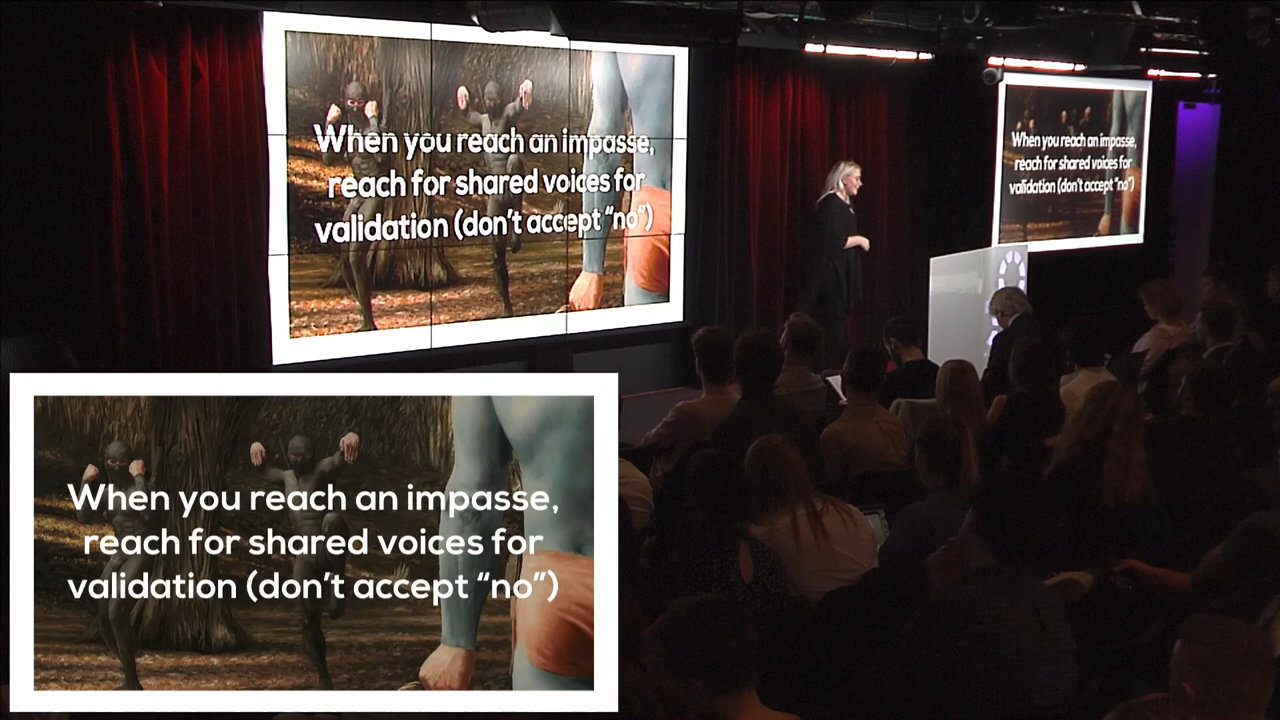 When you reach an impasse,
reach for shared voices for
validation (don't accept “no”)
When you reach an impasse,
reach for shared voices for
validation (don't accept “no”)
When you reach an impasse,
reach for shared voices for
validation (don't accept “no”)